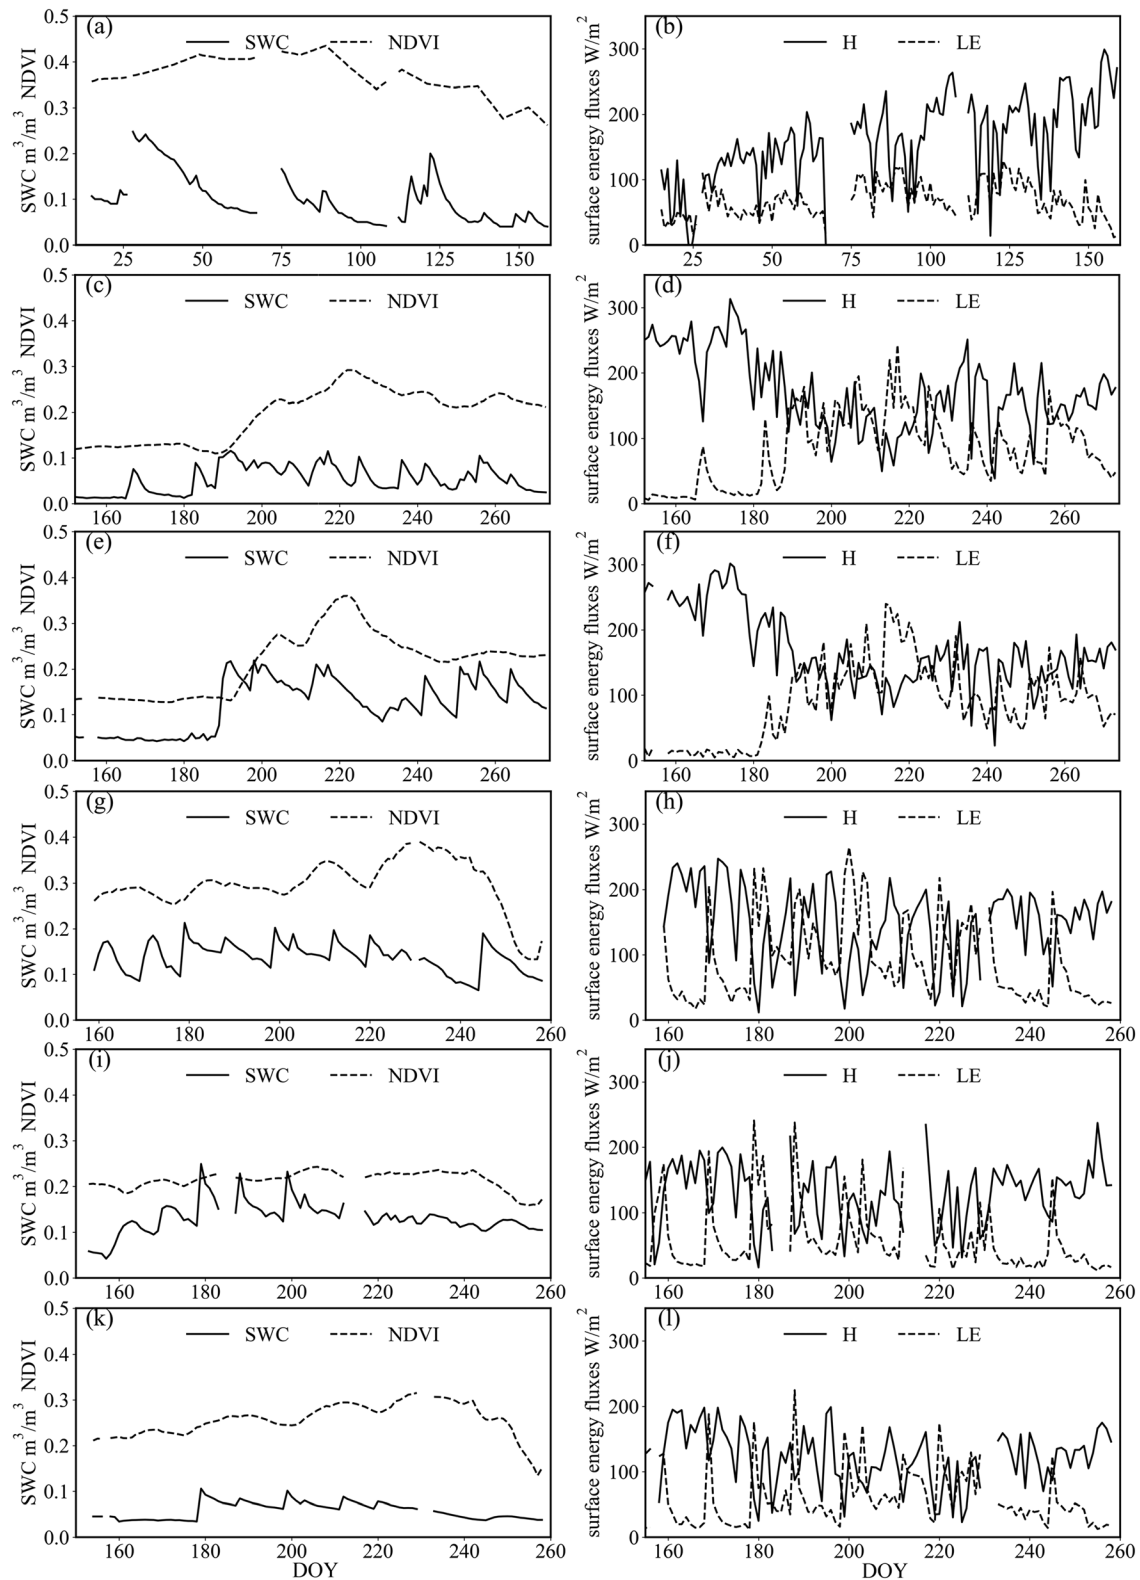 (a) SWC NDVI
SWC m³/m³ NDVI
0.5
0.4
0.3
0.2
0.1
0.0
25 50 75 100 125 150
(b) H LE
surface energy fluxes W/m²
300
200
100
0
25 50 75 100 125 150
(c) SWC NDVI
SWC m³/m³ NDVI
0.5
0.4
0.3
0.2
0.1
0.0
160 180 200 220 240 260
(d) H LE
surface energy fluxes W/m²
300
200
100
0
160 180 200 220 240 260
(e) SWC NDVI
SWC m³/m³ NDVI
0.5
0.4
0.3
0.2
0.1
0.0
160 180 200 220 240 260
(f) H LE
surface energy fluxes W/m²
300
200
100
0
160 180 200 220 240 260
(g) SWC NDVI
SWC m³/m³ NDVI
0.5
0.4
0.3
0.2
0.1
0.0
160 180 200 220 240 260
(h) H LE
surface energy fluxes W/m²
300
200
100
0
160 180 200 220 240 260
(i) SWC NDVI
SWC m³/m³ NDVI
0.5
0.4
0.3
0.2
0.1
0.0
160 180 200 220 240 260
(j) H LE
surface energy fluxes W/m²
300
200
100
0
160 180 200 220 240 260
(k) SWC NDVI
SWC m³/m³ NDVI
0.5
0.4
0.3
0.2
0.1
0.0
160 180 200 220 240 260
DOY
(l) H LE
surface energy fluxes W/m²
300
200
100
0
160 180 200 220 240 260
DOY